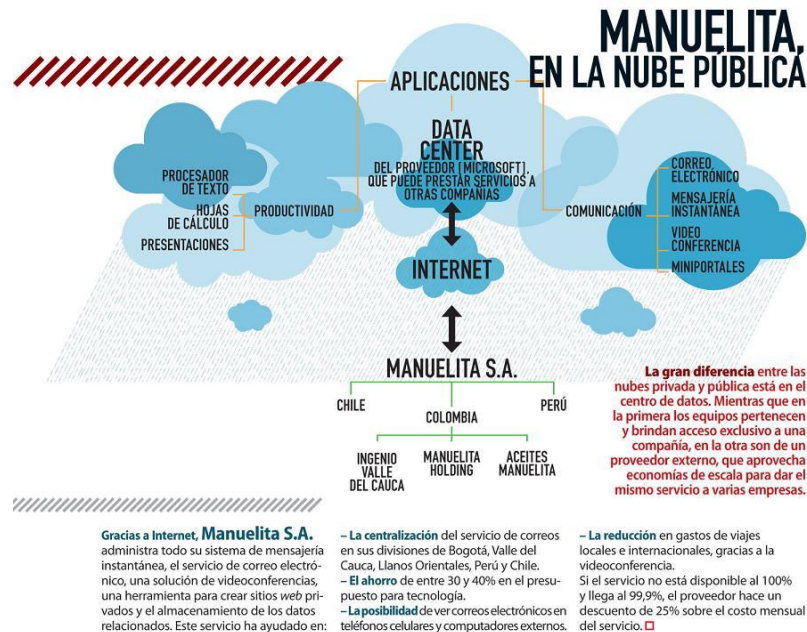 MANUELITA,
EN LA NUBE PÚBLICA
APLICACIONES
DATA
CENTER
DEL PROVEEDOR [MICROSOFT],
QUE PUEDE PRESTAR SERVICIOS A
OTRAS COMPAÑIAS
PROCESADOR
DE TEXTO
HOJAS
DE CÁLCULO
PRESENTACIONES
PRODUCTIVIDAD
COMUNICACIÓN
CORREO
ELECTRÓNICO
MENSAJERÍA
INSTANTÁNEA
VIDEO
CONFERENCIA
MINIPORTALES
INTERNET
MANUELITA S.A.
CHILE
COLOMBIA
PERÚ
INGENIO
VALLE
DEL CAUCA
MANUELITA
HOLDING
ACEITES
MANUELITA
La gran diferencia entre las
nubes privada y pública está en el
centro de datos. Mientras que en
la primera los equipos pertenecen
y brindan acceso exclusivo a una
compañía, en la otra son de un
proveedor externo, que aprovecha
economías de escala para dar el
mismo servicio a varias empresas.
Gracias a Internet, Manuelita S.A.
administra todo su sistema de mensajería
instantánea, el servicio de correo electró-
nico, una solución de videoconferencias,
una herramienta para crear sitios web pri-
vados y el almacenamiento de los datos
relacionados. Este servicio ha ayudado en:
– La centralización del servicio de correos
en sus divisiones de Bogotá, Valle del
Cauca, Llanos Orientales, Perú y Chile.
– El ahorro de entre 30 y 40% en el presu-
puesto para tecnología.
– La posibilidad de ver correos electrónicos en
teléfonos celulares y computadores externos.
– La reducción en gastos de viajes
locales e internacionales, gracias a la
videoconferencia.
Si el servicio no está disponible al 100%
y llega al 99,9%, el proveedor hace un
descuento de 25% sobre el costo mensual
del servicio.